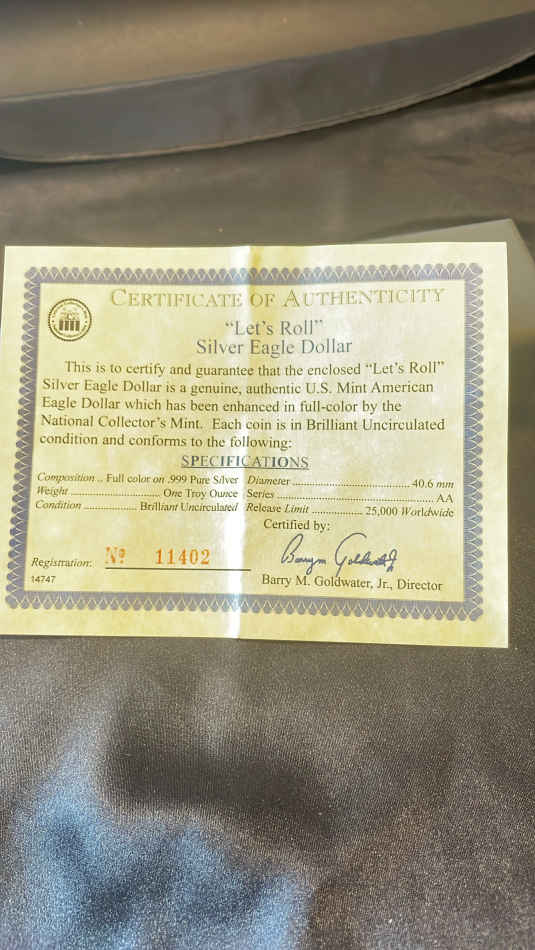 CERTIFICATE OF AUTHENTICITY
“Let’s Roll”
Silver Eagle Dollar
This is to certify and guarantee that the enclosed “Let’s Roll”
Silver Eagle Dollar is a genuine, authentic U.S. Mint American
Eagle Dollar which has been enhanced in full-color by the
National Collector’s Mint. Each coin is in Brilliant Uncirculated
condition and conforms to the following:
SPECIFICATIONS
Composition .. Full color on .999 Pure Silver
Weight ........................... One Troy Ounce
Condition ................ Brilliant Uncirculated
Diameter ................................... 40.6 mm
Series ............................................... AA
Release Limit ................ 25,000 Worldwide
Certified by:
Barry M Goldwater Jr
Registration: Nº 11402
14747
Barry M. Goldwater, Jr., Director